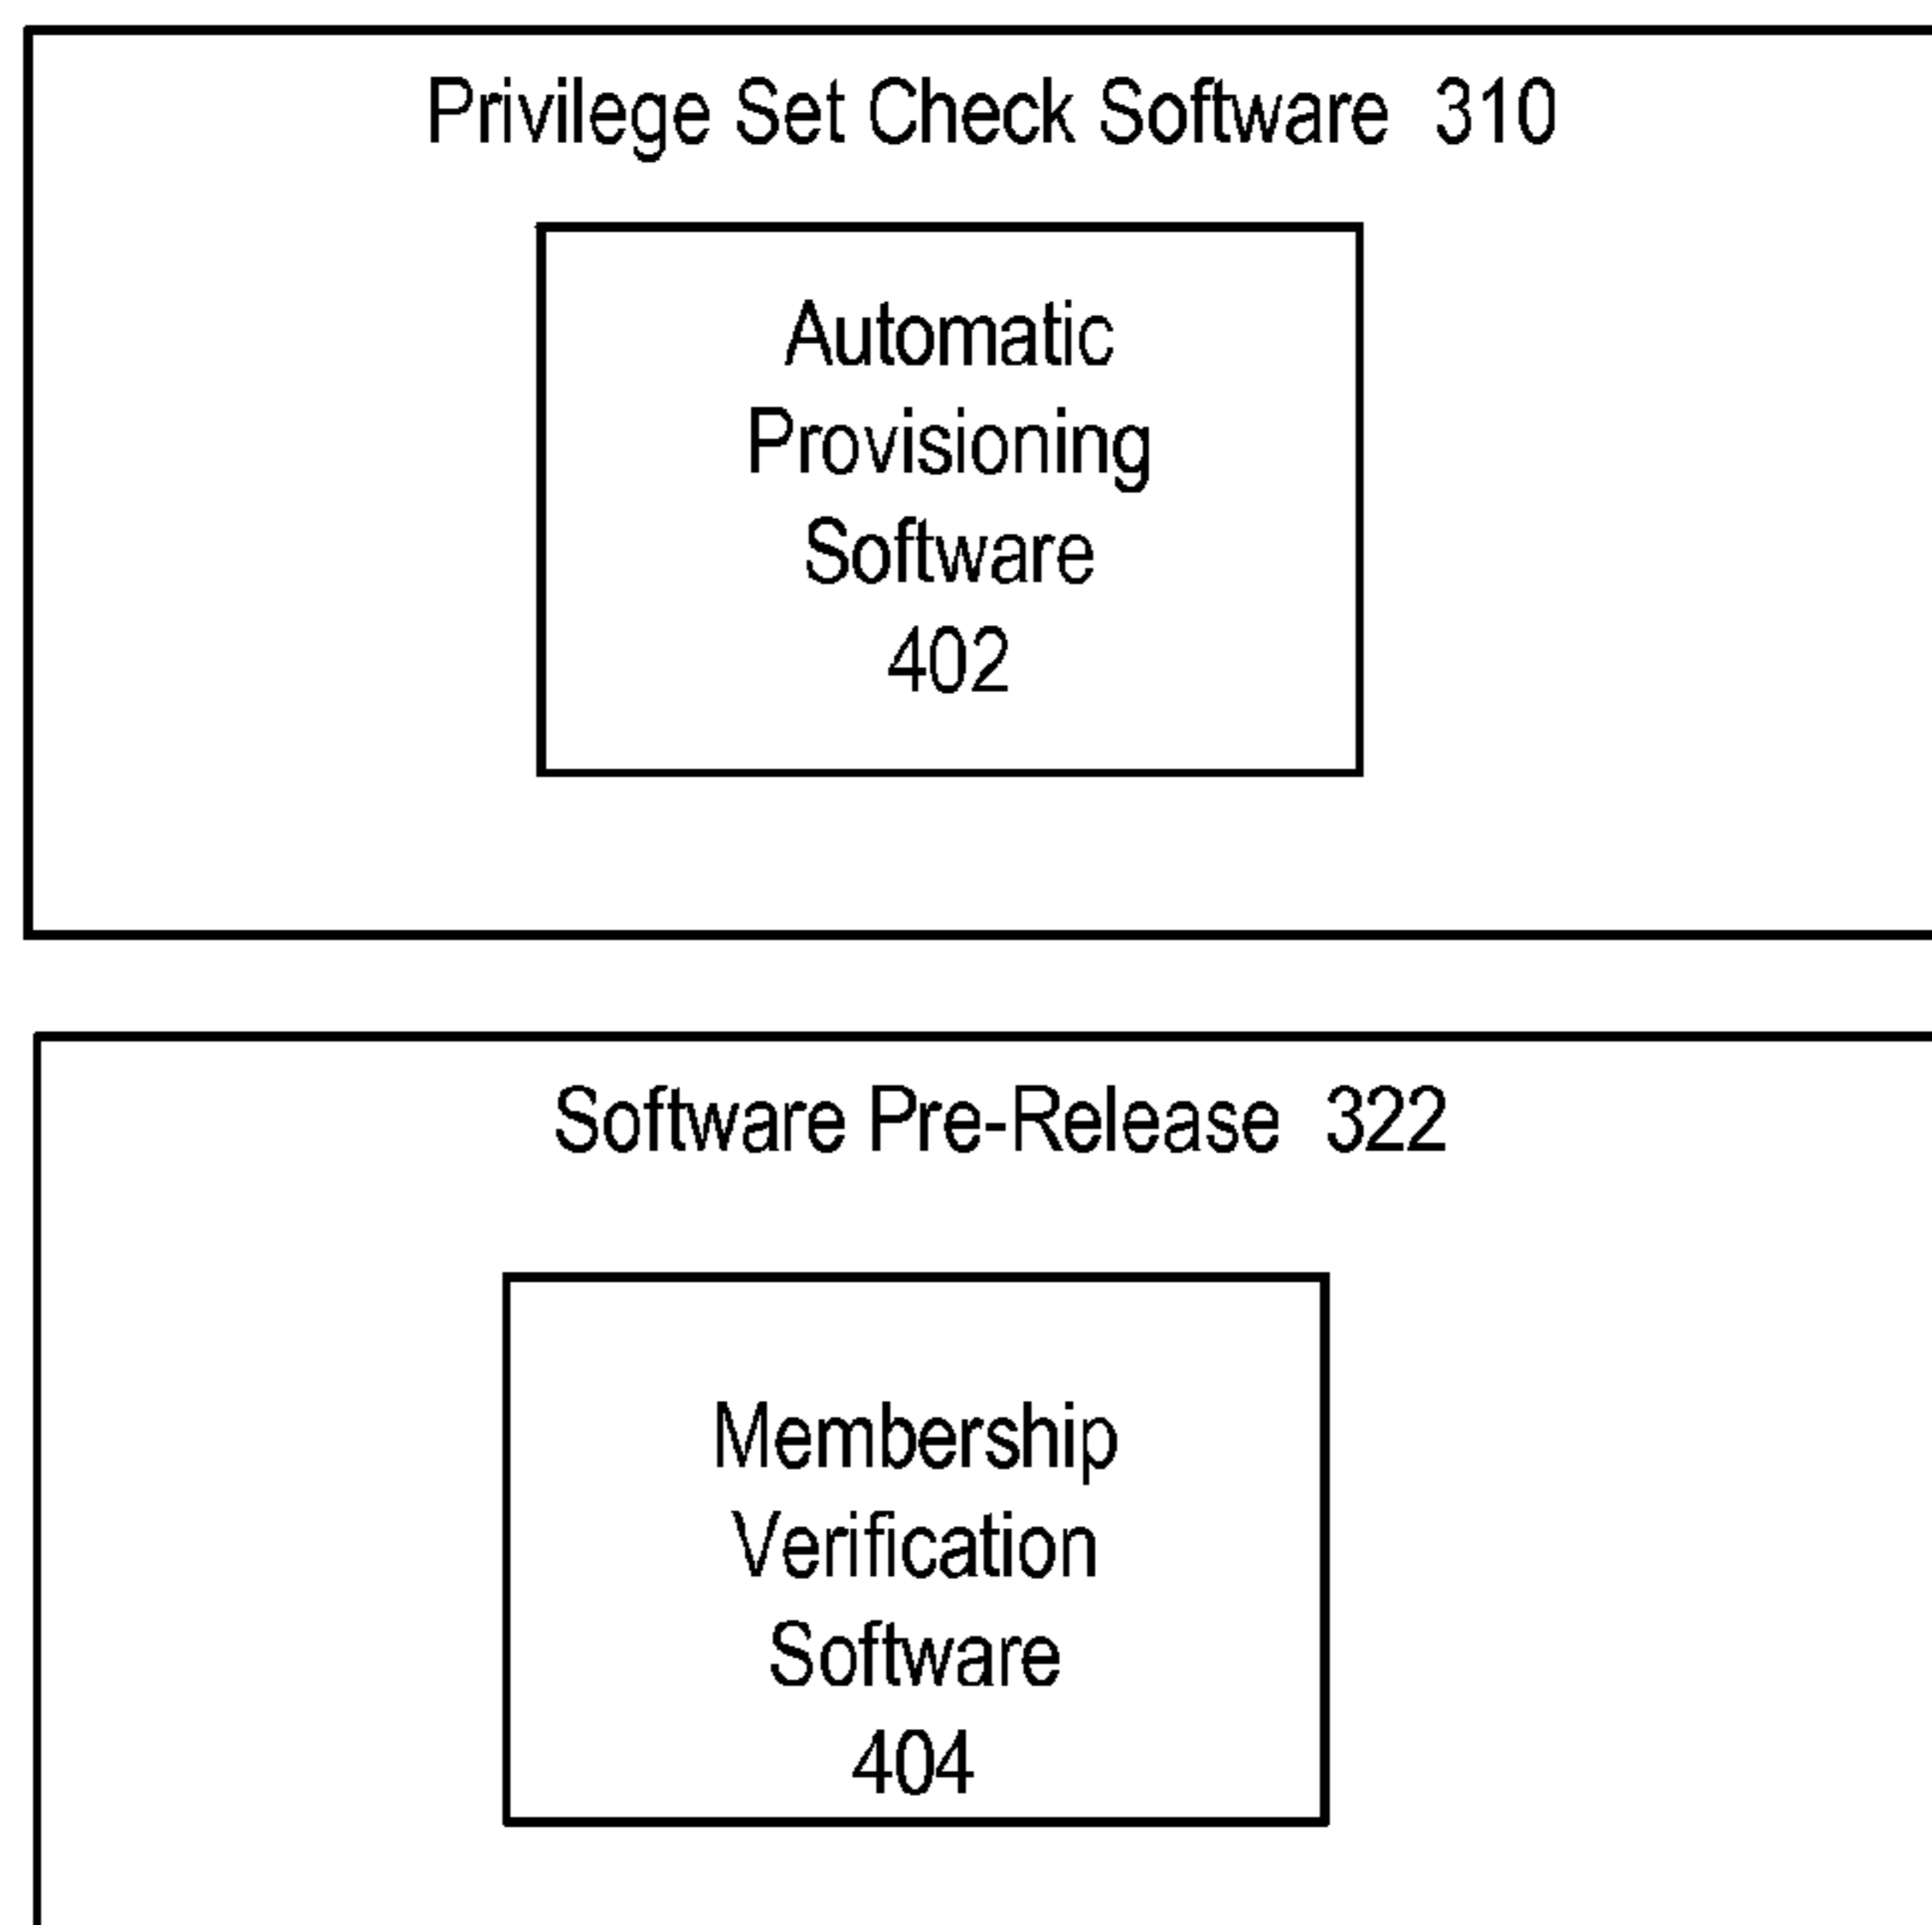 Privilege Set Check Software 310
Automatic
Provisioning
Software
402
Software Pre-Release 322
Membership
Verification
Software
404